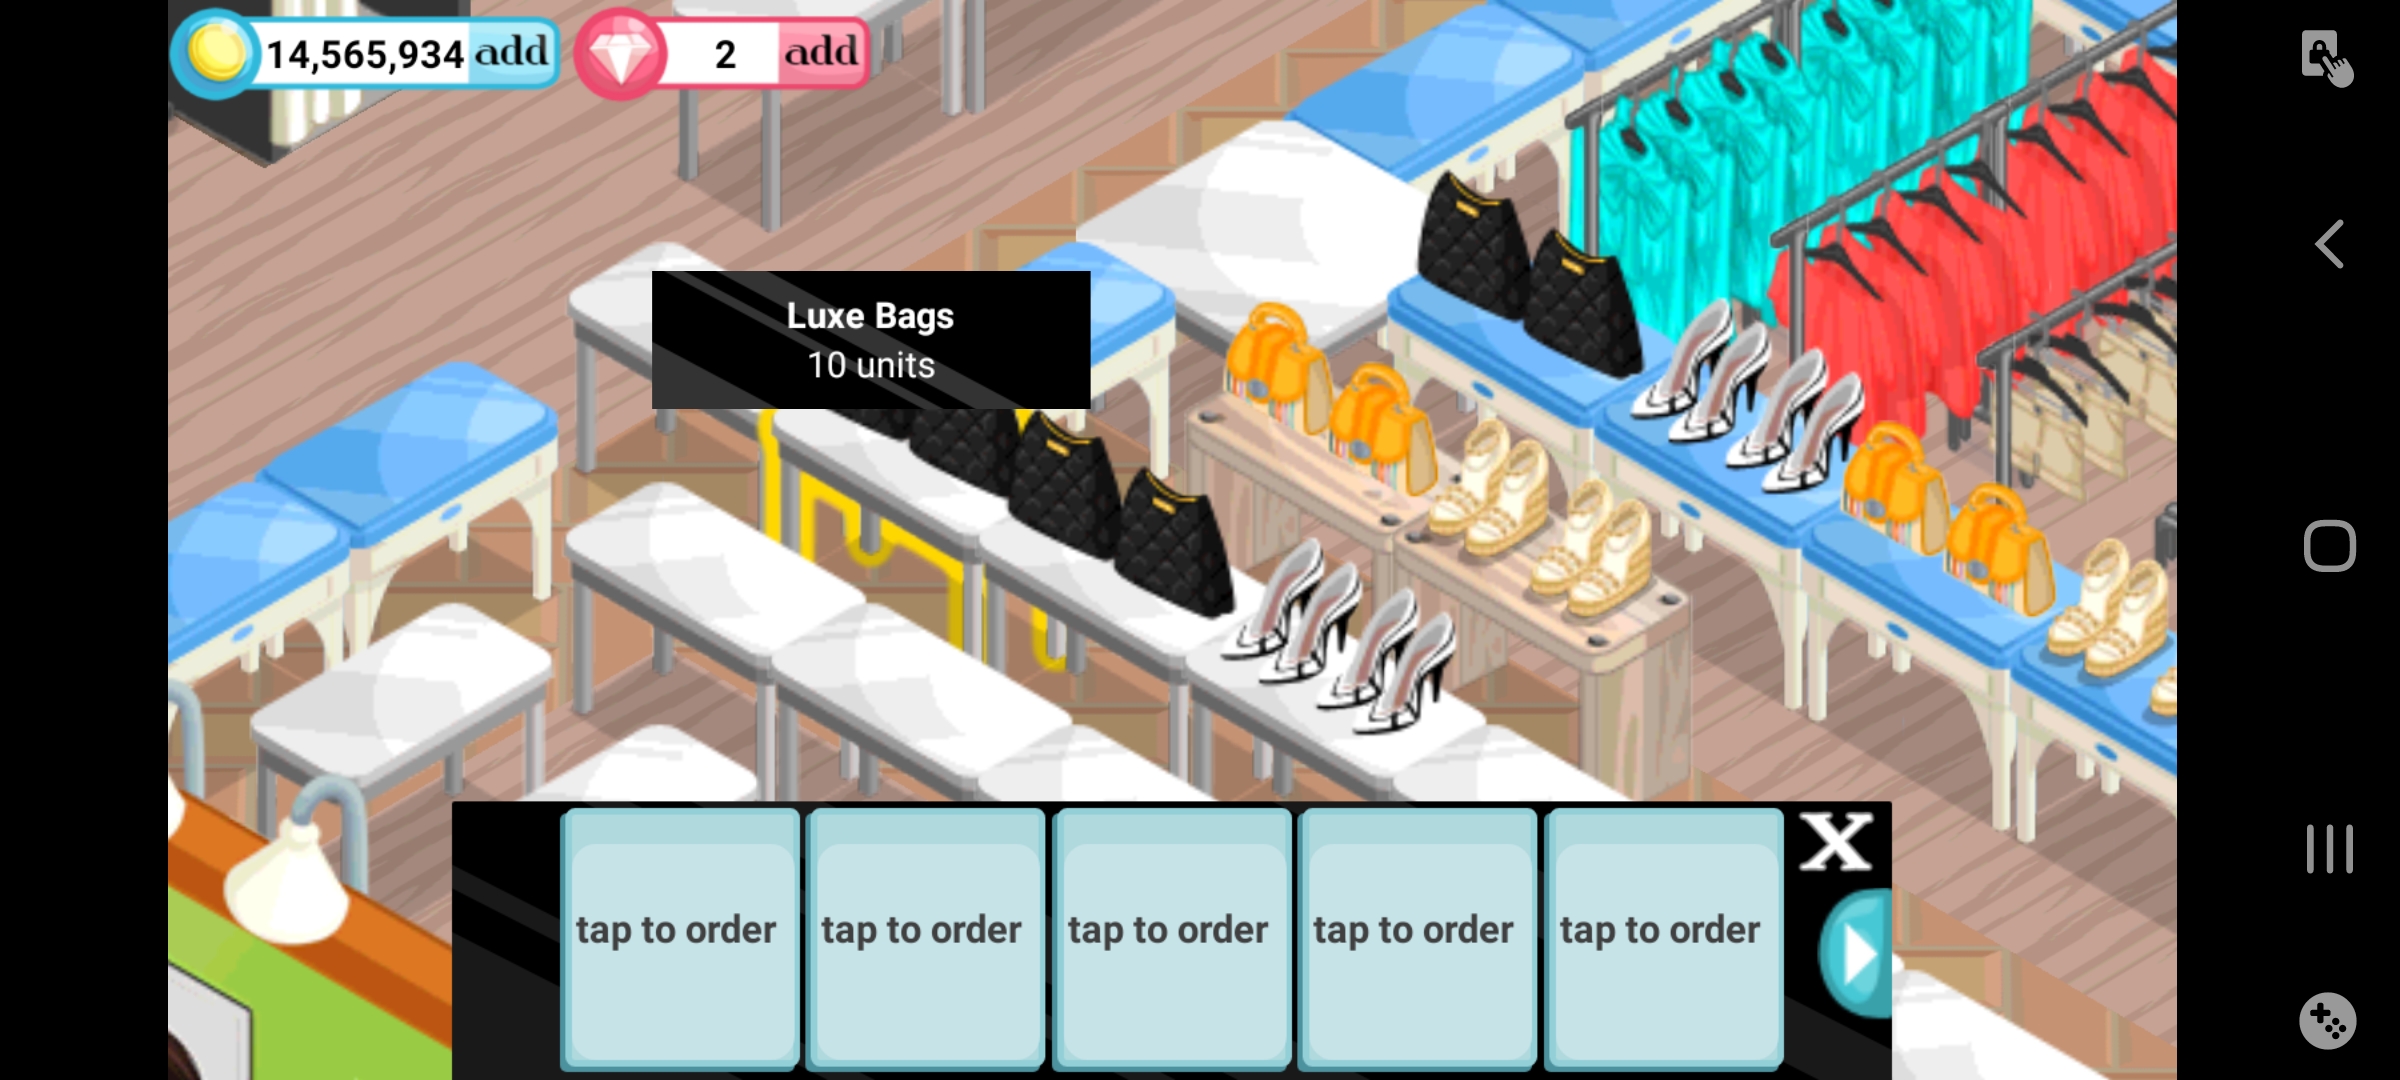 14,565,934 add
2 add
Luxe Bags
10 units
tap to order
tap to order
tap to order
tap to order
tap to order
X